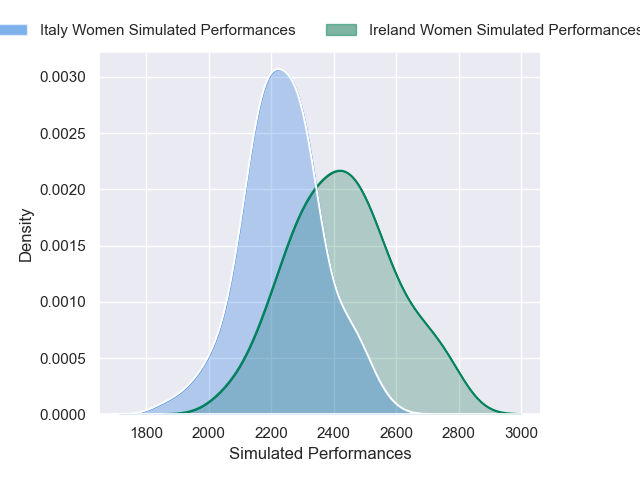 Italy Women Simulated Performances
Ireland Women Simulated Performances
0.0030
0.0025
0.0020
0.0015
0.0010
0.0005
0.0000
Density
1800 2000 2200 2400 2600 2800 3000
Simulated Performances